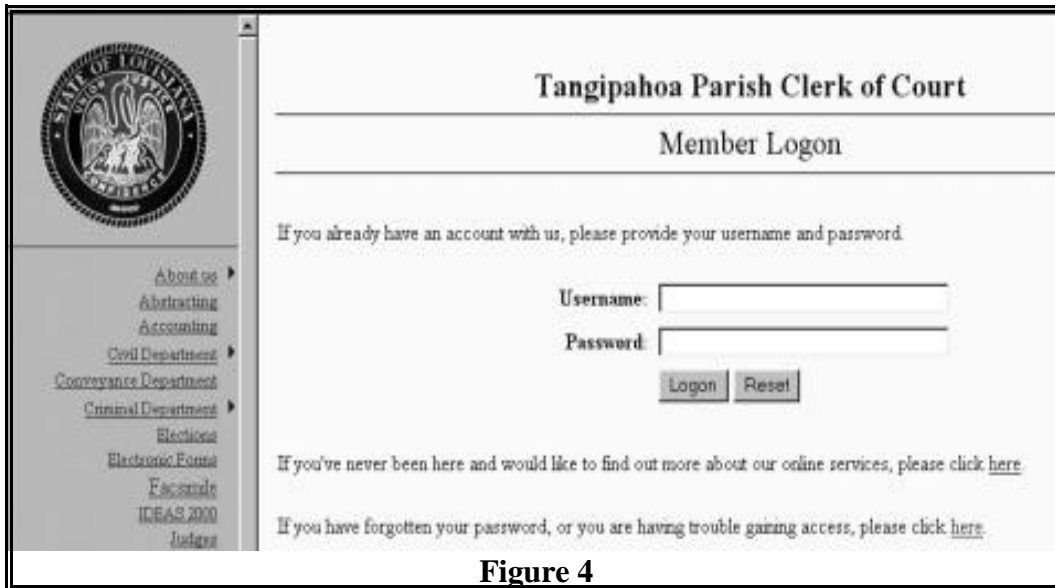 STATE OF LOUISIANA
UNION JUSTICE
CONFIDENCE
About us
Abstracting
Accounting
Civil Department
Conveyance Department
Criminal Department
Elections
Electronic Forms
Facsimile
IDEAS 2000
Judges
Tangipahoa Parish Clerk of Court
Member Logon
If you already have an account with us, please provide your username and password.
Username:
Password:
Logon Reset
If you've never been here and would like to find out more about our online services, please click here.
If you have forgotten your password, or you are having trouble gaining access, please click here.
Figure 4